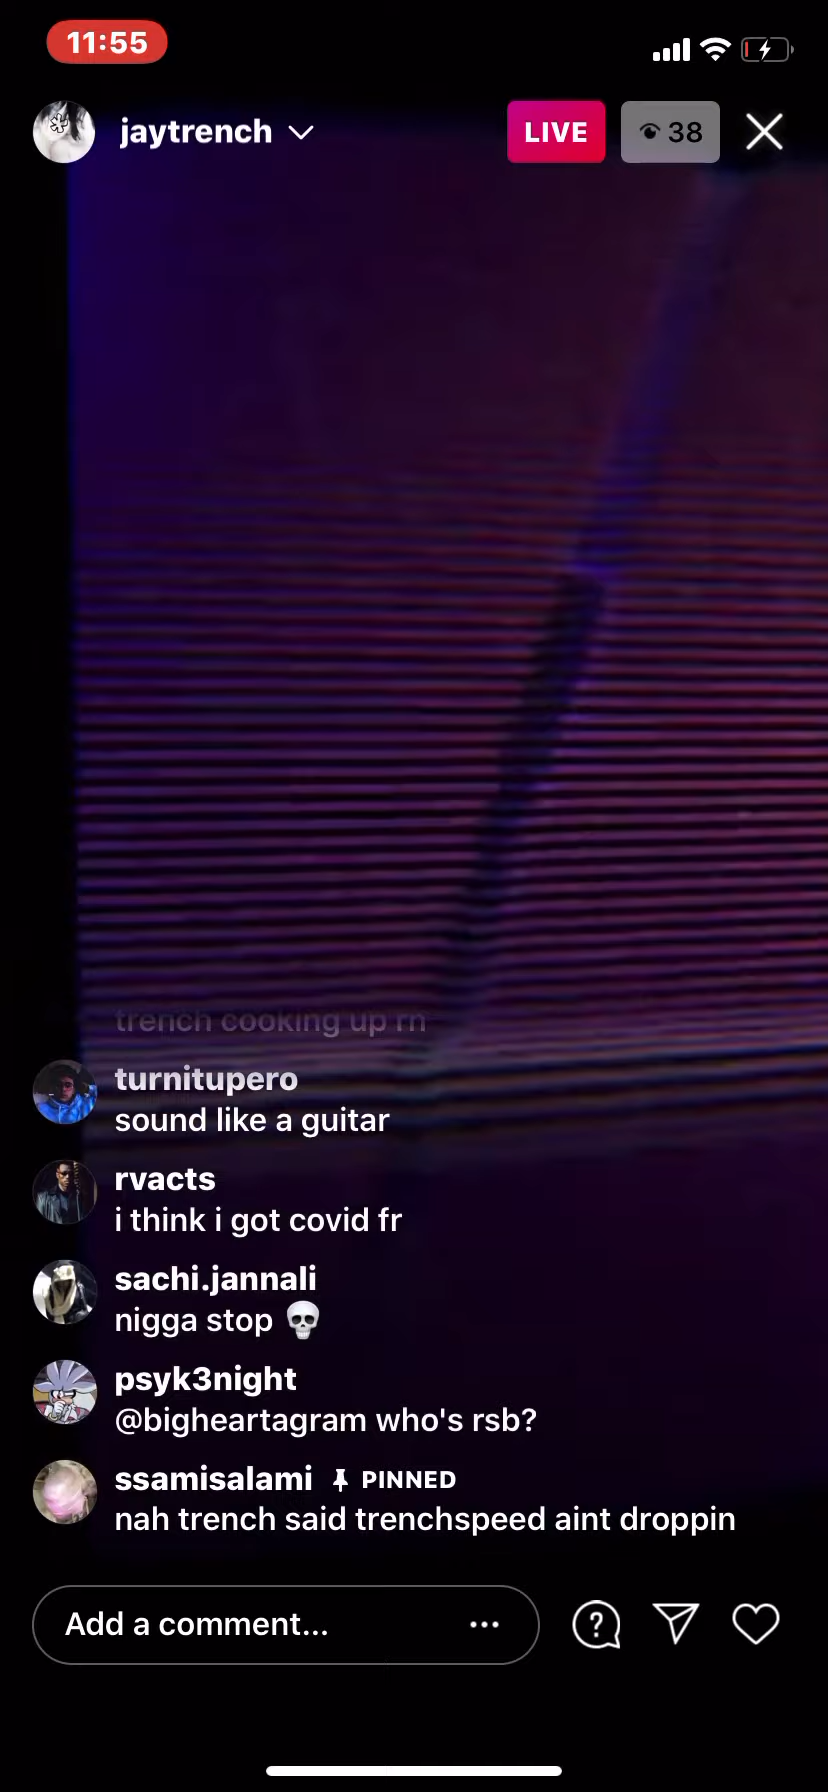 11:55
jaytrench
LIVE
38
trench cooking up rn
turnitupero
sound like a guitar
rvacts
i think i got covid fr
sachi.jannali
nigga stop 💀
psyk3night
@bigheartagram who's rsb?
ssamisalami PINNED
nah trench said trenchspeed aint droppin
Add a comment...